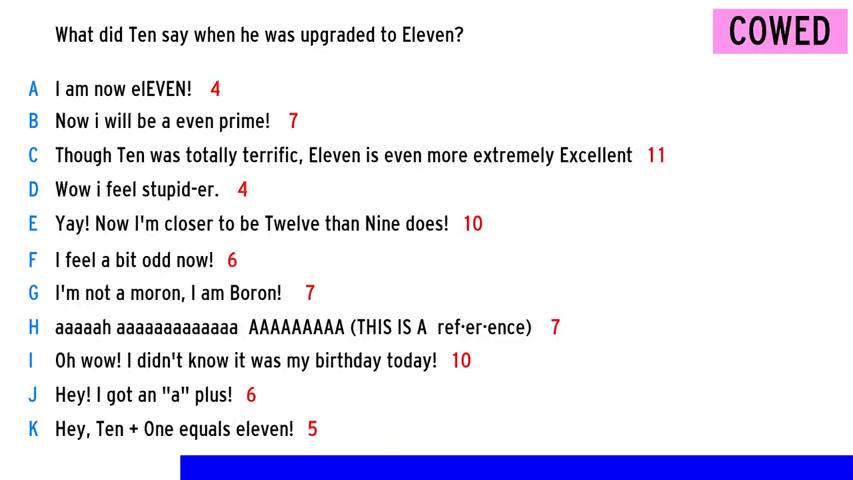 What did Ten say when he was upgraded to Eleven?
COWED
A I am now elEVEN! 4
B Now i will be a even prime! 7
C Though Ten was totally terrific, Eleven is even more extremely Excellent 11
D Wow i feel stupid-er. 4
E Yay! Now I'm closer to be Twelve than Nine does! 10
F I feel a bit odd now! 6
G I'm not a moron, I am Boron! 7
H aaaaah aaaaaaaaaaaaa AAAAAAAAA (THIS IS A ref·er·ence) 7
I Oh wow! I didn't know it was my birthday today! 10
J Hey! I got an "a" plus! 6
K Hey, Ten + One equals eleven! 5